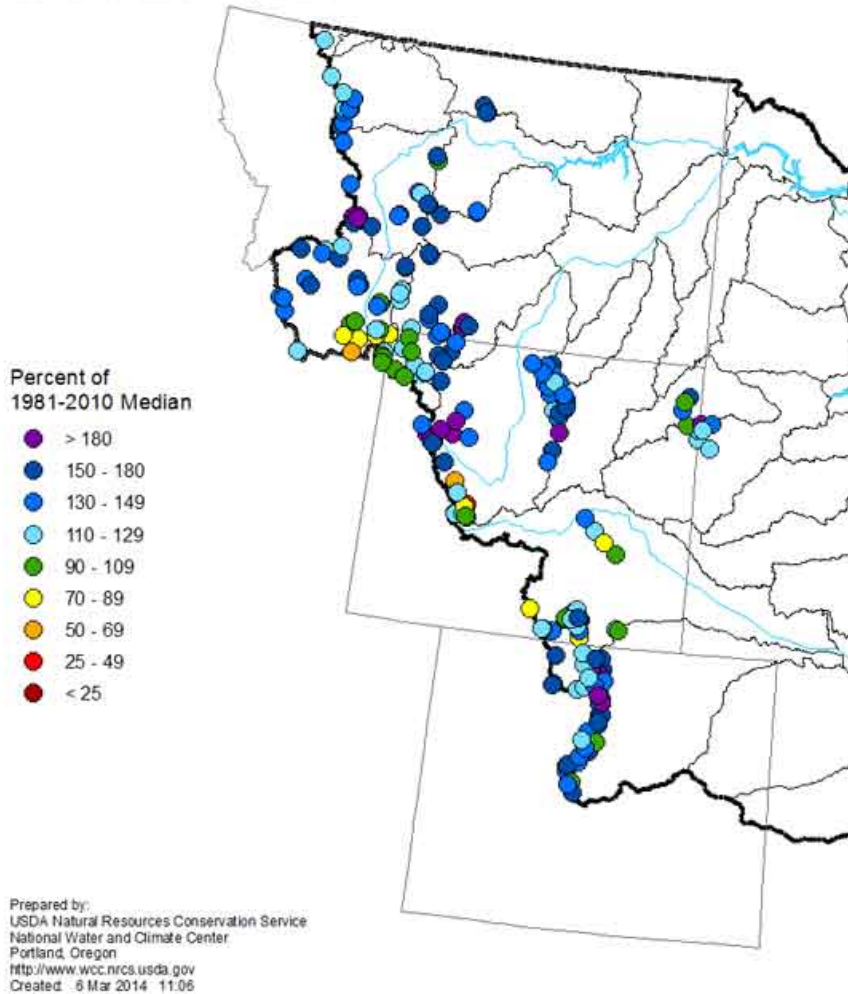 Percent of
1981-2010 Median
> 180
150 - 180
130 - 149
110 - 129
90 - 109
70 - 89
50 - 69
25 - 49
< 25
Prepared by:
USDA Natural Resources Conservation Service
National Water and Climate Center
Portland, Oregon
http://www.wcc.nrcs.usda.gov
Created: 6 Mar 2014 11:06